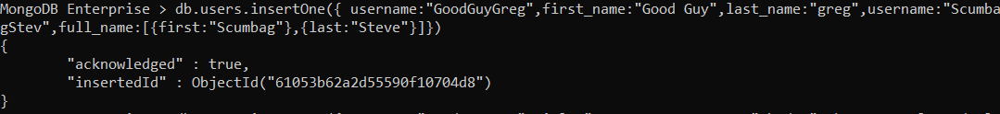 MongoDB Enterprise > db.users.insertOne({ username:"GoodGuyGreg",first_name:"Good Guy",last_name:"greg",username:"Scumba
gStev",full_name:[{first:"Scumbag"},{last:"Steve"}]})
{
        "acknowledged" : true,
        "insertedId" : ObjectId("61053b62a2d55590f10704d8")
}